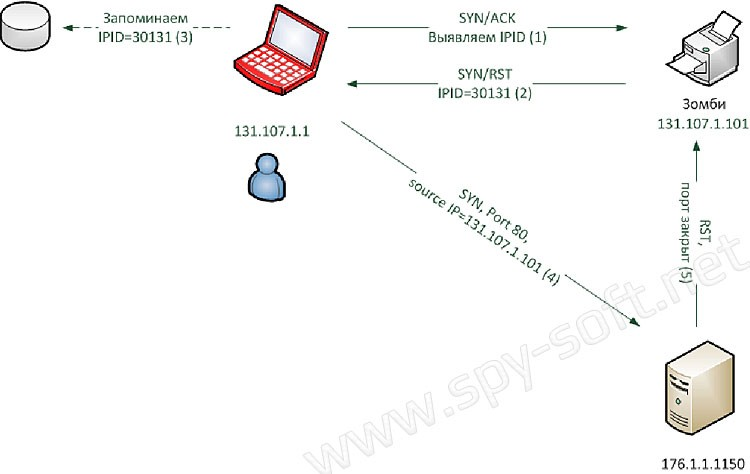 Запоминаем
IPID=30131 (3)
SYN/ACK
Выявляем IPID (1)
SYN/RST
IPID=30131 (2)
131.107.1.1
Зомби
131.107.1.101
SYN, Port 80,
source IP=131.107.1.101 (4)
RST,
порт закрыт (5)
176.1.1.1150
www.spy-soft.net